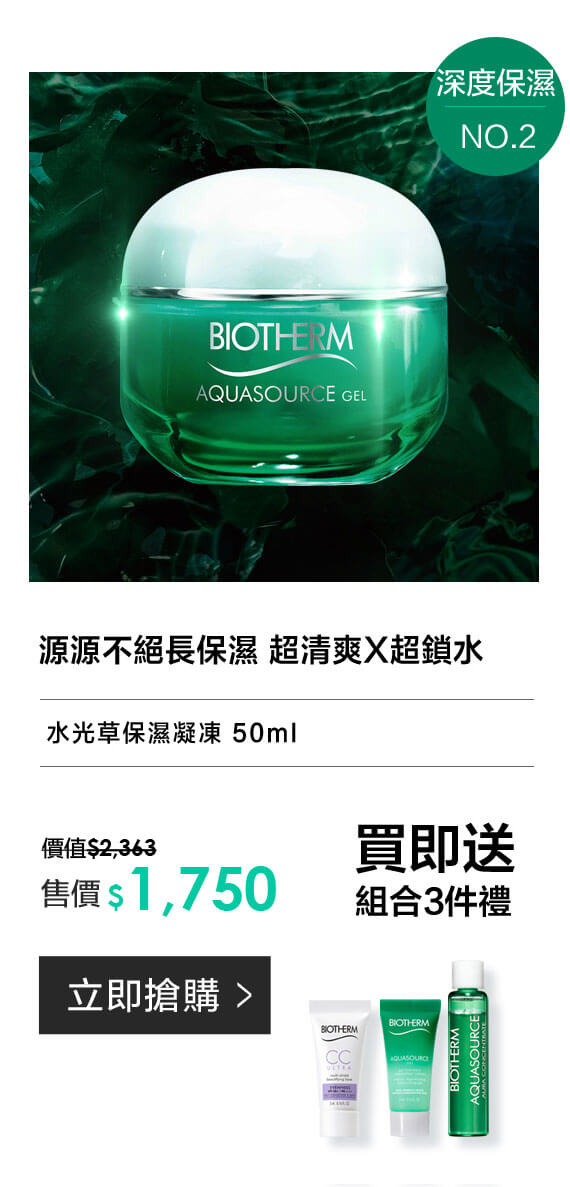 深度保濕
NO.2
BIOTHERM
AQUASOURCE GEL
源源不絕長保濕 超清爽X超鎖水
水光草保濕凝凍 50ml
價值$2,363
售價$1,750
買即送
組合3件禮
立即搶購 >
BIOTHERM
CC
ULTRA
BIOTHERM
AQUASOURCE
BIOTHERM
AQUASOURCE
AURA CONCENTRATE